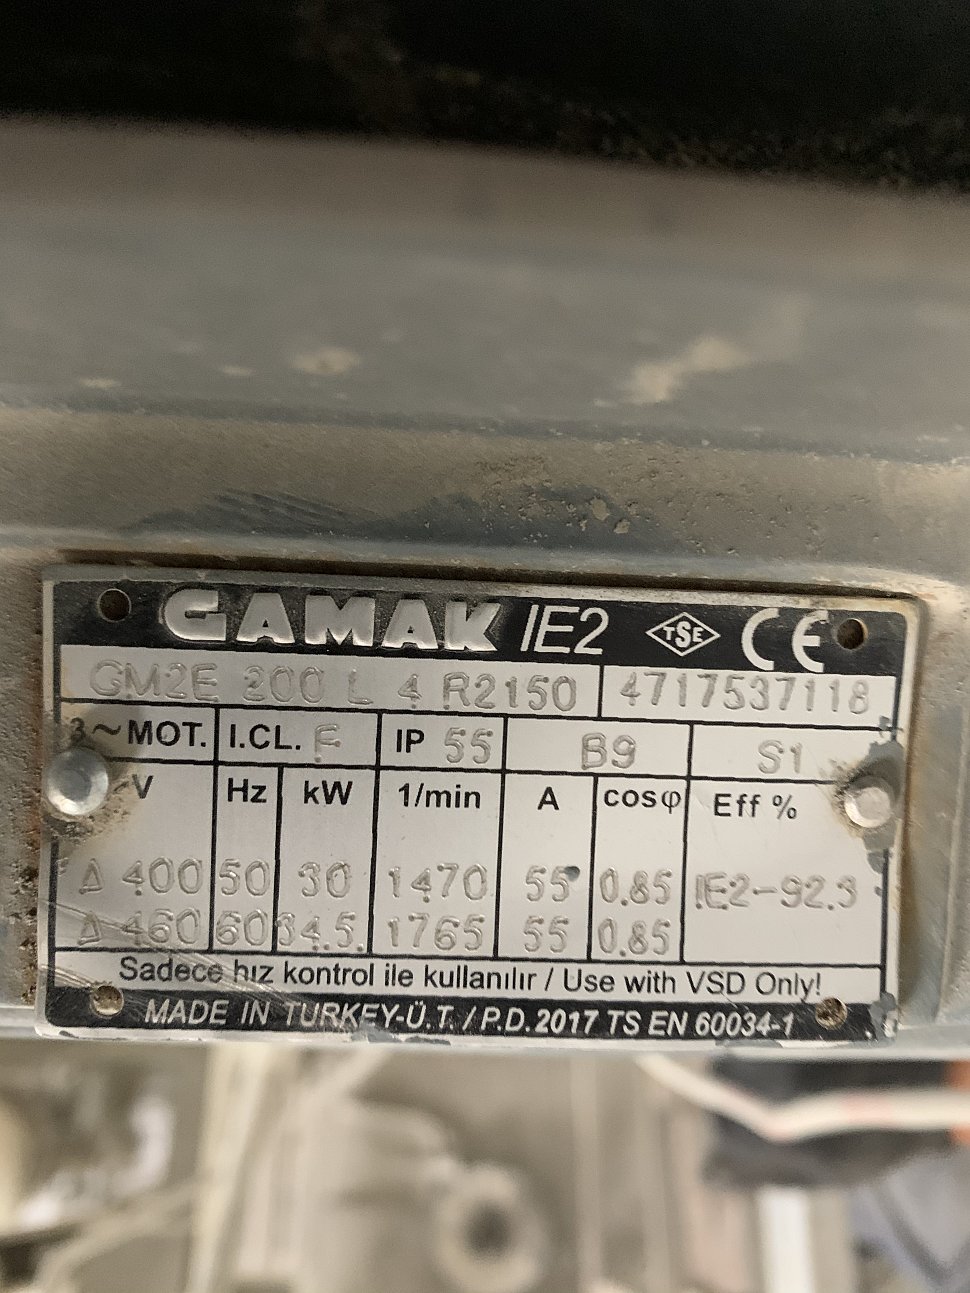 GAMAK IE2 TSE CE
GM2E 200 L 4 R2150 4717537118
3~MOT. I.CL. F IP 55 B9 S1
~V Hz kW 1/min A cosφ Eff %
Δ 400 50 30 1470 55 0.85 IE2-92.3
Δ 460 60 34.5. 1765 55 0.85
Sadece hız kontrol ile kullanılır / Use with VSD Only!
MADE IN TURKEY-Ü.T. / P.D. 2017 TS EN 60034-1